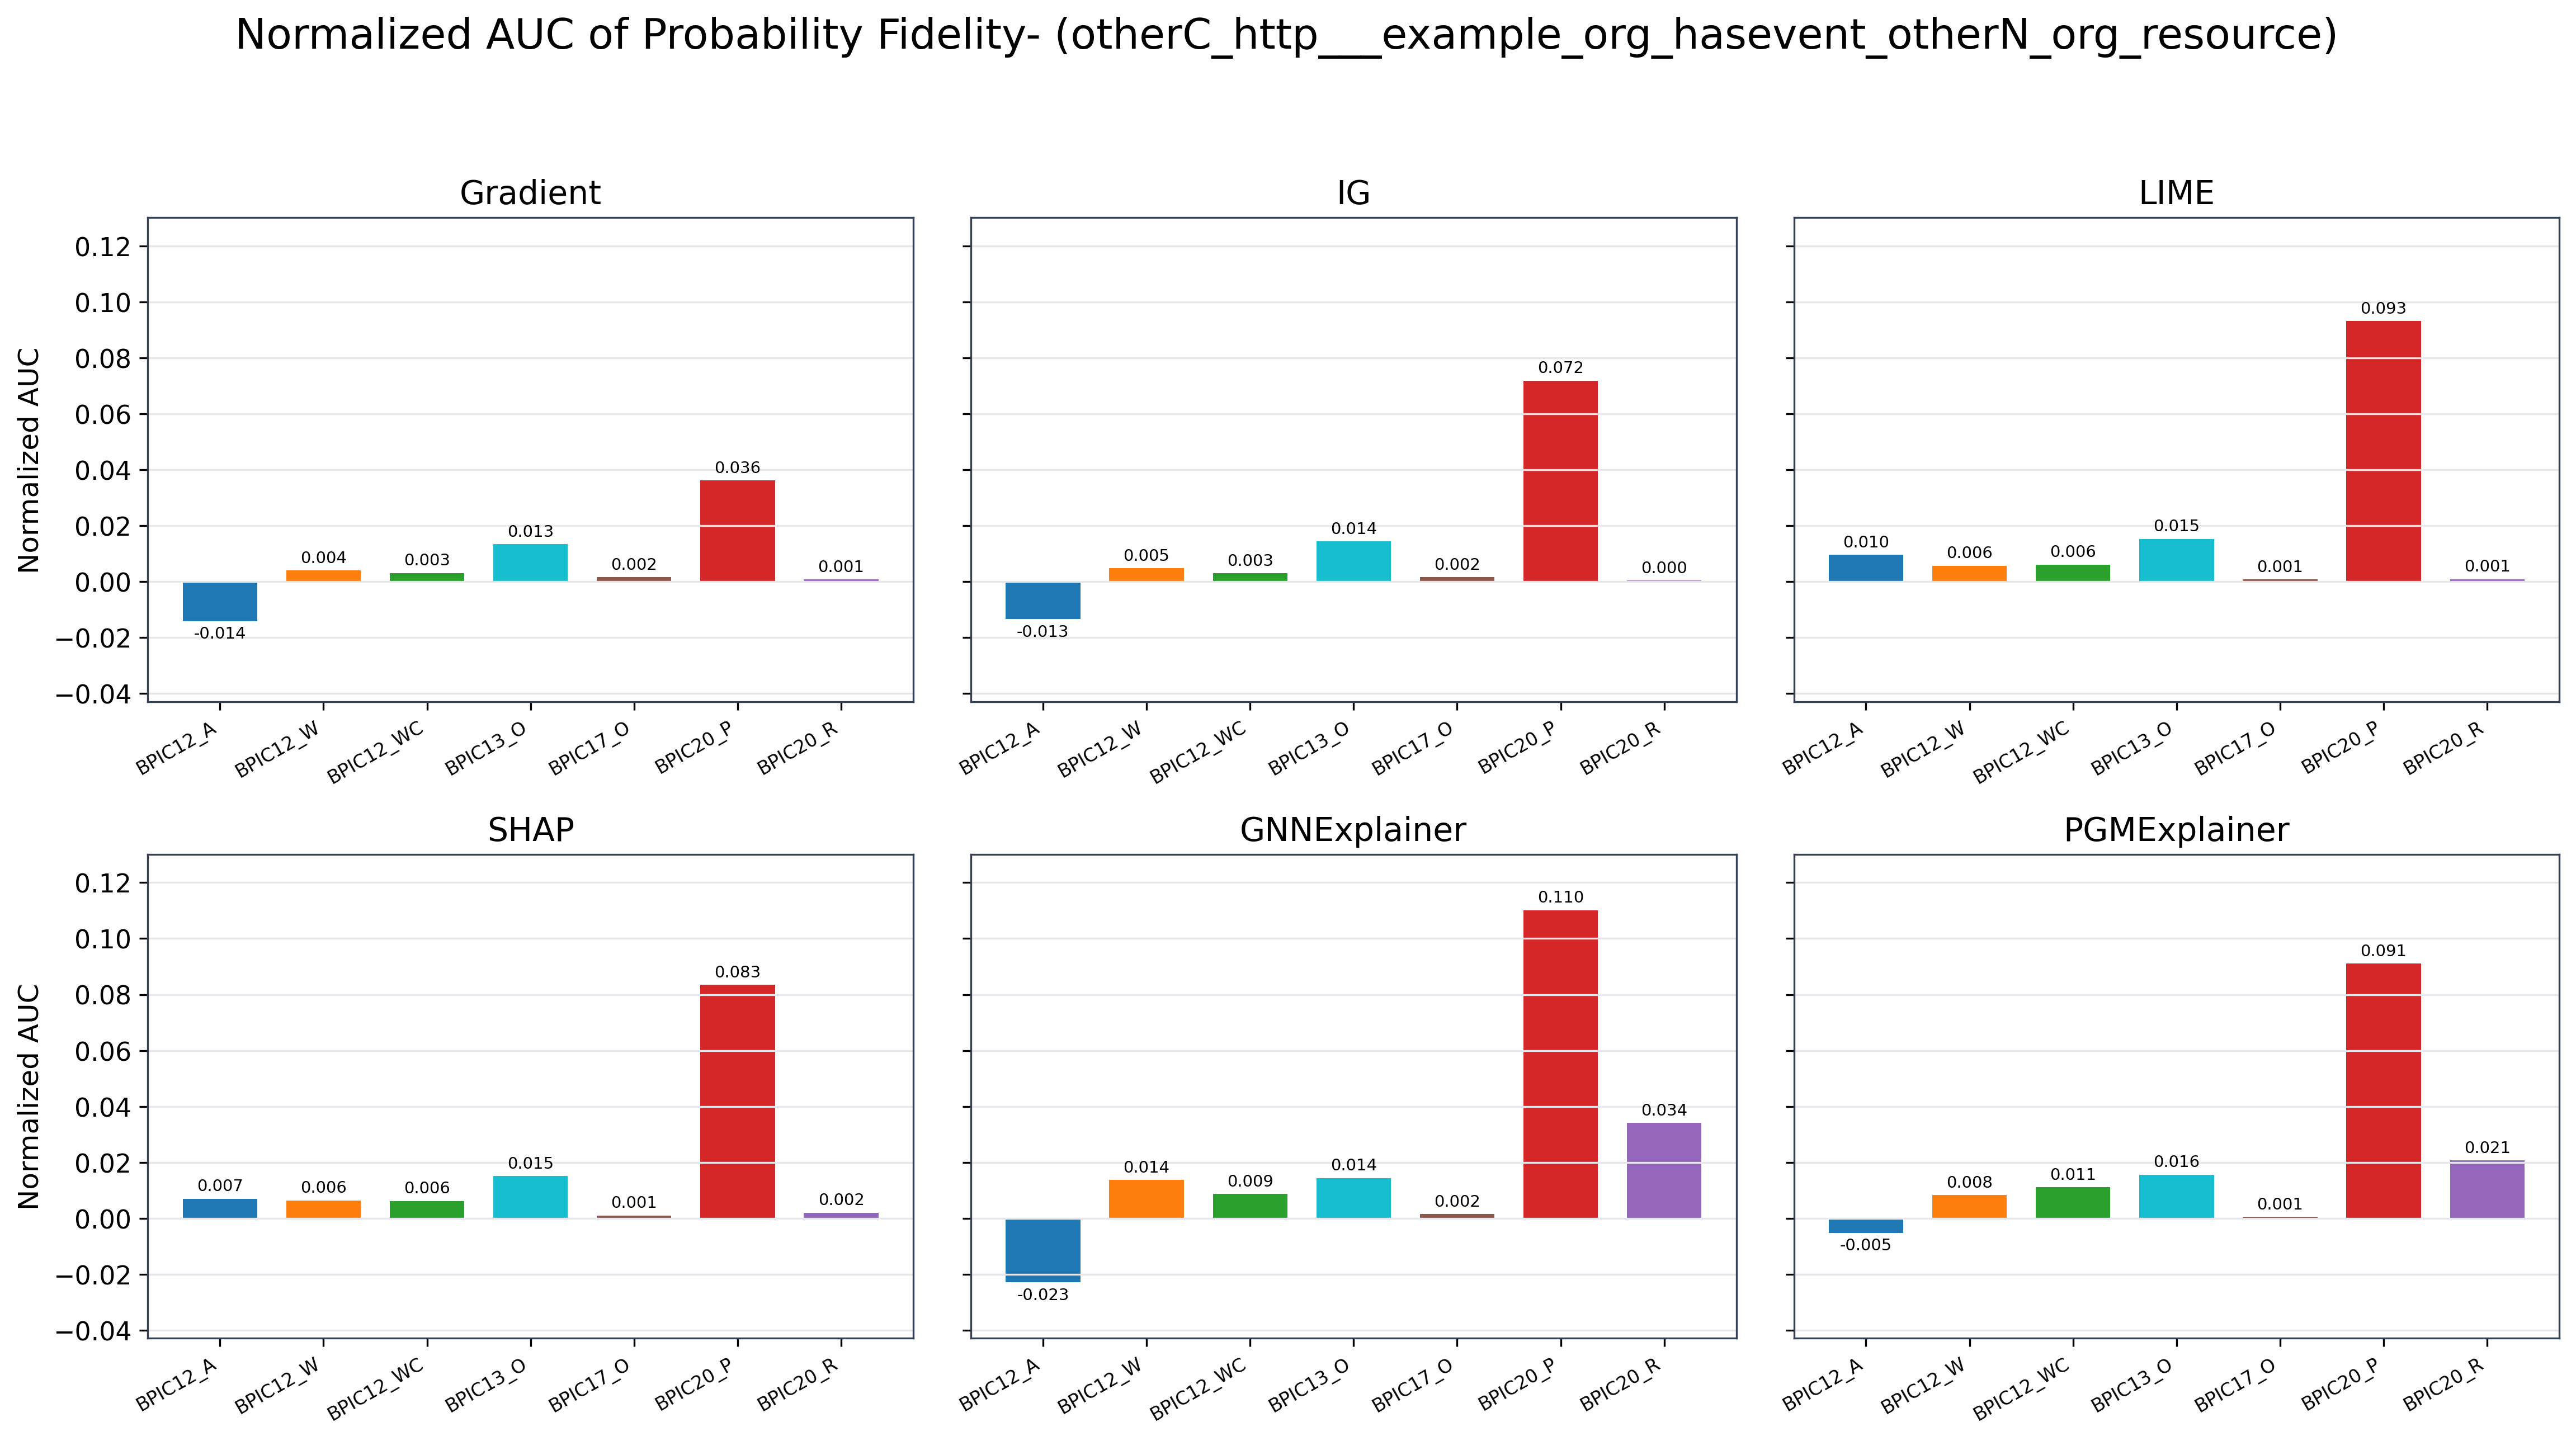 Normalized AUC of Probability Fidelity- (otherC_http___example_org_hasevent_otherN_org_resource)
Gradient
Normalized AUC
0.12
0.10
0.08
0.06
0.04
0.02
0.00
−0.02
−0.04
-0.014
0.004
0.003
0.013
0.002
0.036
0.001
BPIC12_A
BPIC12_W
BPIC12_WC
BPIC13_O
BPIC17_O
BPIC20_P
BPIC20_R
IG
-0.013
0.005
0.003
0.014
0.002
0.072
0.000
BPIC12_A
BPIC12_W
BPIC12_WC
BPIC13_O
BPIC17_O
BPIC20_P
BPIC20_R
LIME
0.010
0.006
0.006
0.015
0.001
0.093
0.001
BPIC12_A
BPIC12_W
BPIC12_WC
BPIC13_O
BPIC17_O
BPIC20_P
BPIC20_R
SHAP
Normalized AUC
0.12
0.10
0.08
0.06
0.04
0.02
0.00
−0.02
−0.04
0.007
0.006
0.006
0.015
0.001
0.083
0.002
BPIC12_A
BPIC12_W
BPIC12_WC
BPIC13_O
BPIC17_O
BPIC20_P
BPIC20_R
GNNExplainer
-0.023
0.014
0.009
0.014
0.002
0.110
0.034
BPIC12_A
BPIC12_W
BPIC12_WC
BPIC13_O
BPIC17_O
BPIC20_P
BPIC20_R
PGMExplainer
-0.005
0.008
0.011
0.016
0.001
0.091
0.021
BPIC12_A
BPIC12_W
BPIC12_WC
BPIC13_O
BPIC17_O
BPIC20_P
BPIC20_R